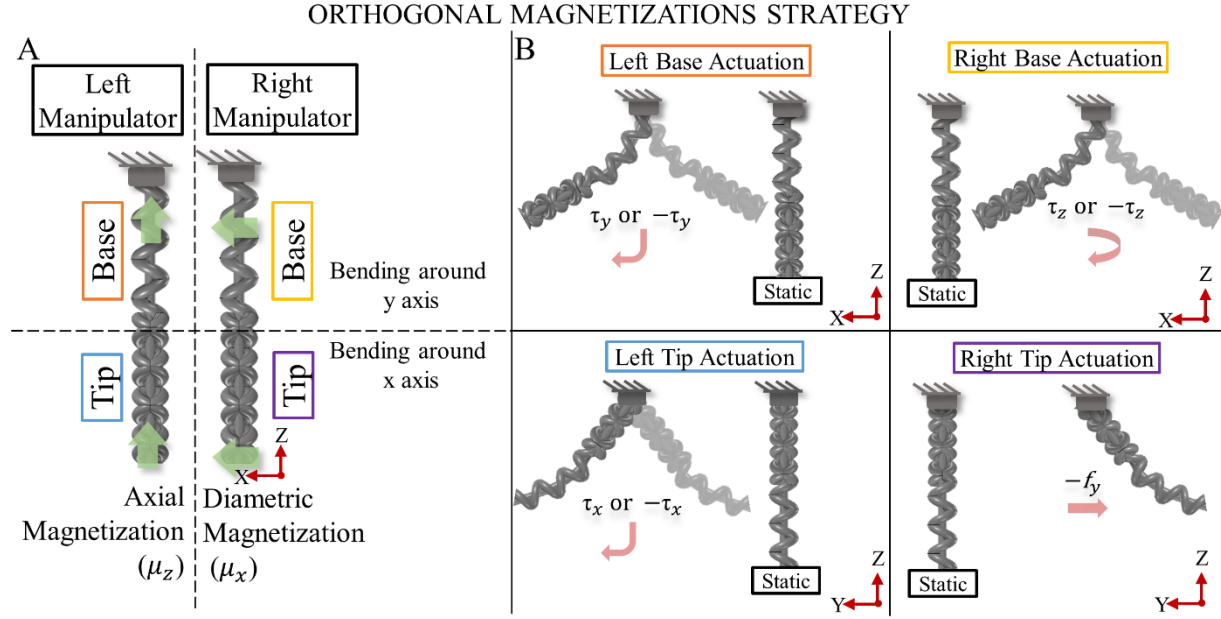 ORTHOGONAL MAGNETIZATIONS STRATEGY
A
Left
Manipulator
Right
Manipulator
Base
Base
Bending around
y axis
Tip
Tip
Bending around
x axis
Z
X
Axial
Magnetization
(μz)
Diametric
Magnetization
(μx)
B
Left Base Actuation
τy or −τy
Static
Z
X
Right Base Actuation
τz or −τz
Static
Z
X
Left Tip Actuation
τx or −τx
Static
Z
Y
Right Tip Actuation
−fy
Static
Z
Y